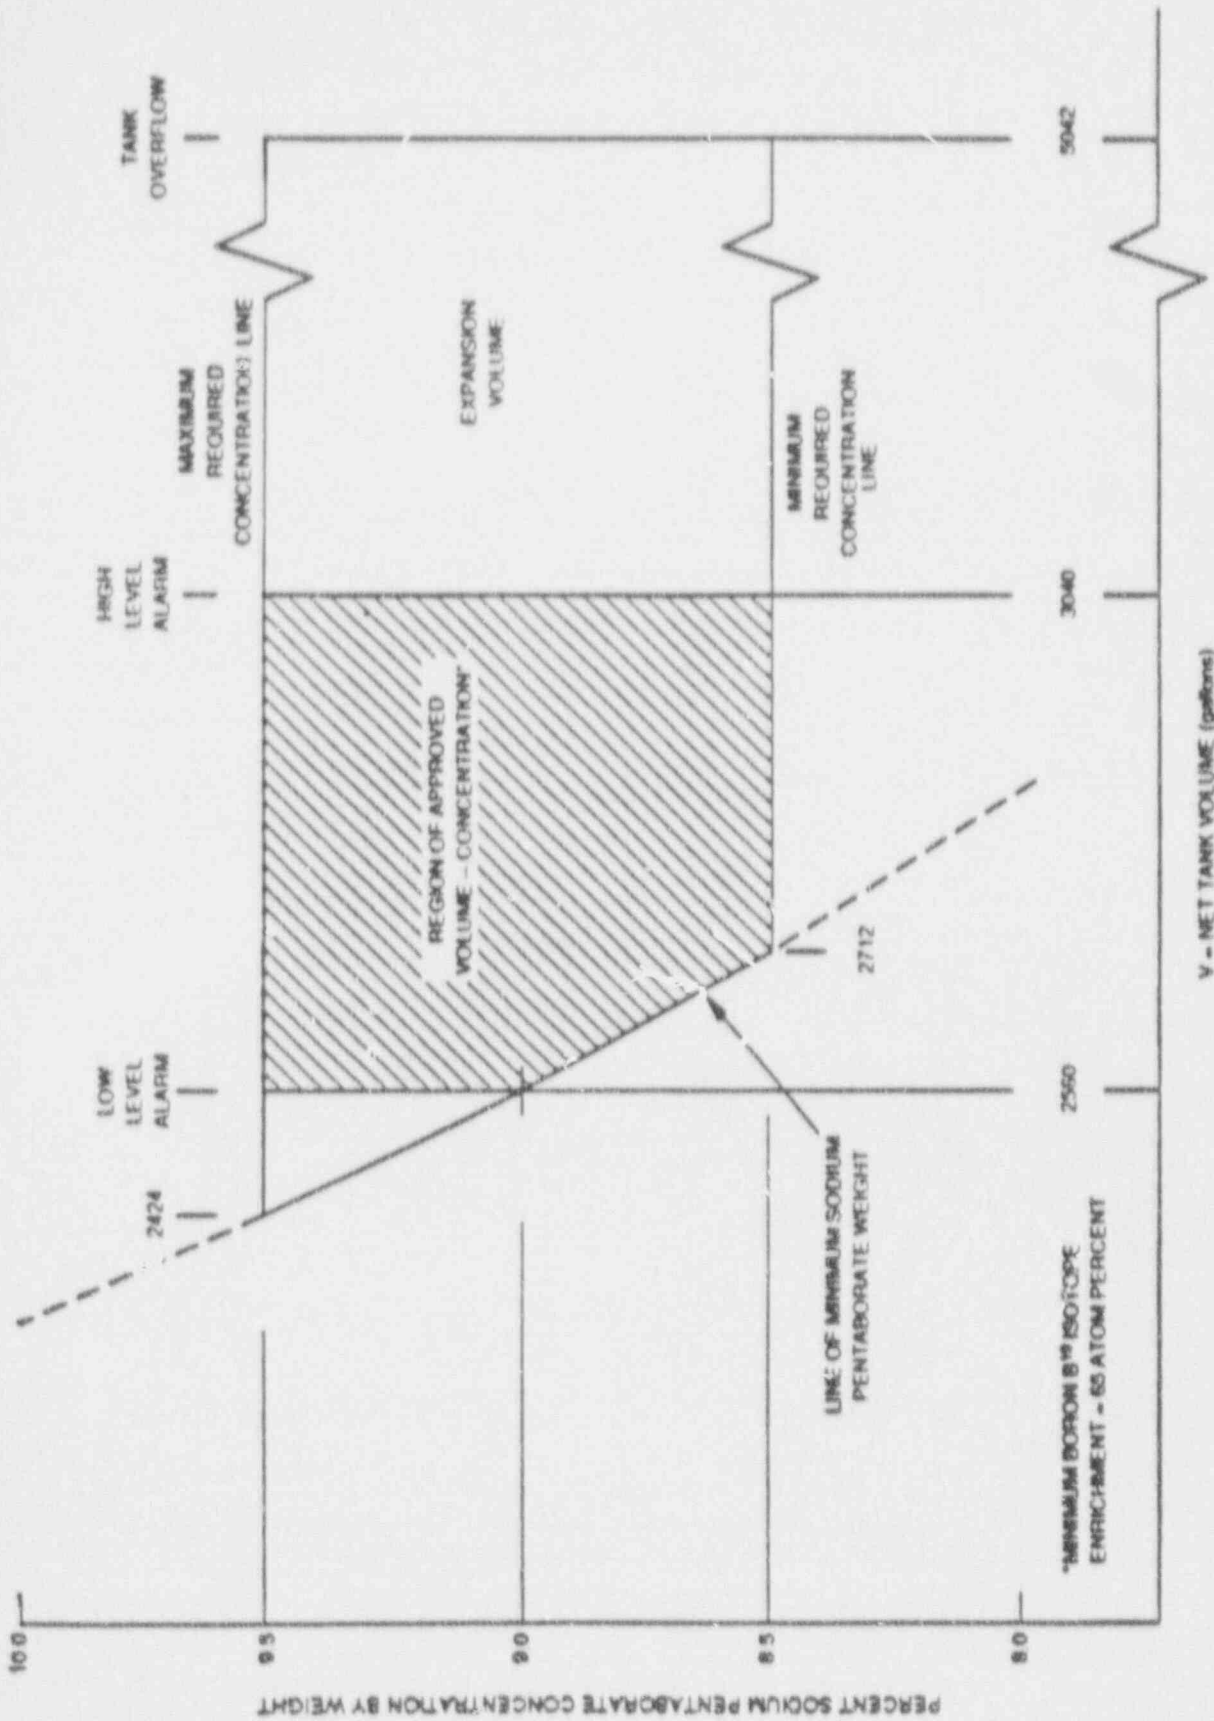 TANK
OVERFLOW
HIGH
LEVEL
ALARM
LOW
LEVEL
ALARM
2424
MAXIMUM
REQUIRED
CONCENTRATION LINE
EXPANSION
VOLUME
REGION OF APPROVED
VOLUME - CONCENTRATION*
MINIMUM
REQUIRED
CONCENTRATION
LINE
2712
LINE OF MINIMUM SODIUM
PENTABORATE WEIGHT
*MINIMUM BORON B¹⁰ ISOTOPE
ENRICHMENT - 65 ATOM PERCENT
10.0
9.5
9.0
8.5
8.0
PERCENT SODIUM PENTABORATE CONCENTRATION BY WEIGHT
2560
3040
5042
V - NET TANK VOLUME (gallons)